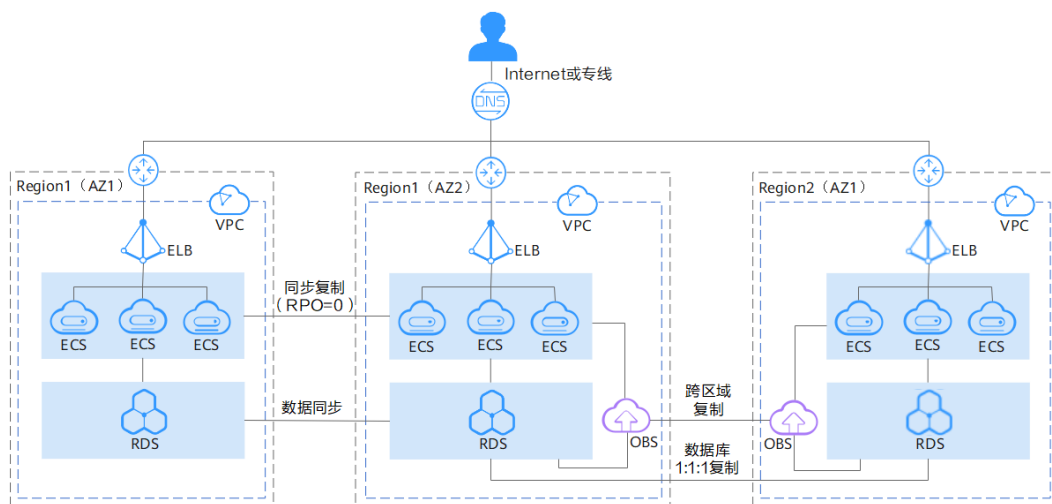 Internet或专线
DNS
Region1（AZ1）
Region1（AZ2）
Region2（AZ1）
VPC
VPC
VPC
ELB
ELB
ELB
同步复制
（RPO=0）
ECS
ECS
ECS
ECS
ECS
ECS
ECS
ECS
ECS
跨区域
复制
数据同步
RDS
RDS
OBS
OBS
RDS
数据库
1:1:1复制